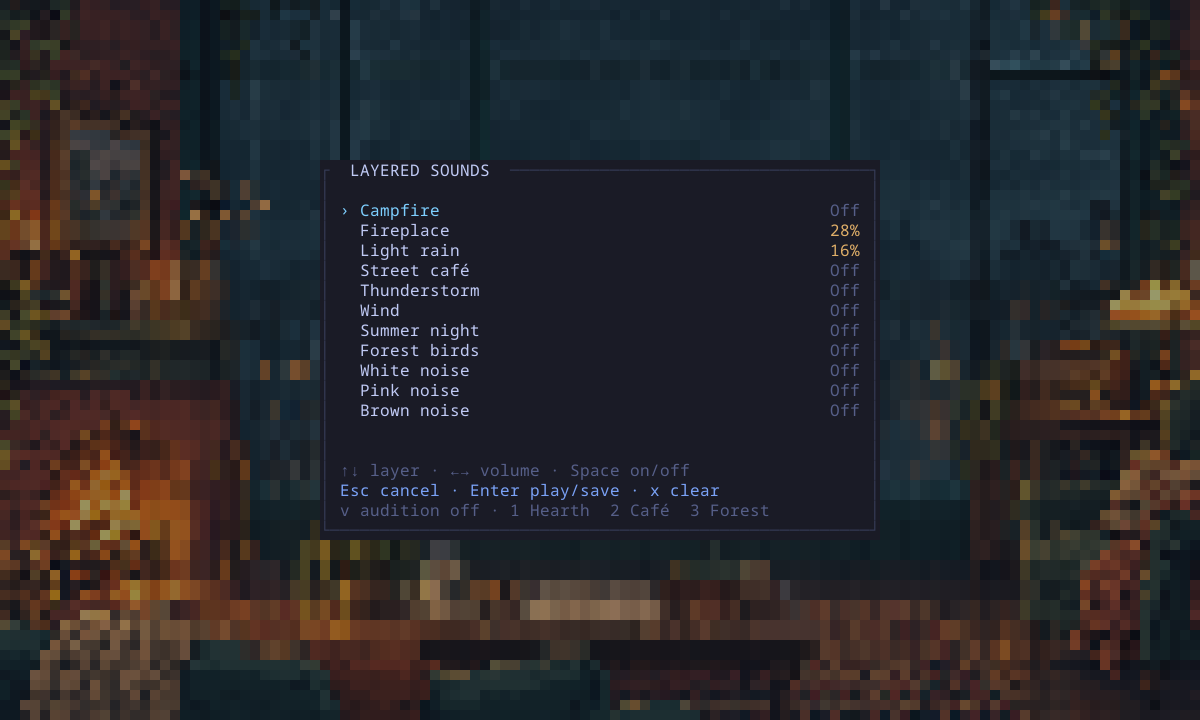 LAYERED SOUNDS
› Campfire Off
Fireplace 28%
Light rain 16%
Street café Off
Thunderstorm Off
Wind Off
Summer night Off
Forest birds Off
White noise Off
Pink noise Off
Brown noise Off
↑↓ layer · ←→ volume · Space on/off
Esc cancel · Enter play/save · x clear
v audition off · 1 Hearth 2 Café 3 Forest